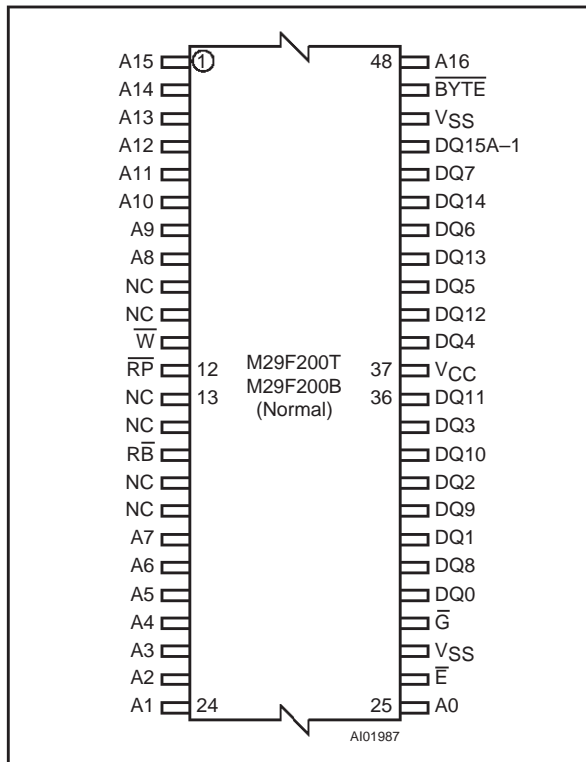 A15 1 48 A16
A14 B̅Y̅T̅E̅
A13 VSS
A12 DQ15A–1
A11 DQ7
A10 DQ14
A9 DQ6
A8 DQ13
NC DQ5
NC DQ12
W̅ DQ4
R̅P̅ 12 M29F200T 37 VCC
NC 13 M29F200B 36 DQ11
(Normal)
NC DQ3
RB̅ DQ10
NC DQ2
NC DQ9
A7 DQ1
A6 DQ8
A5 DQ0
A4 G̅
A3 VSS
A2 E̅
A1 24 25 A0
AI01987